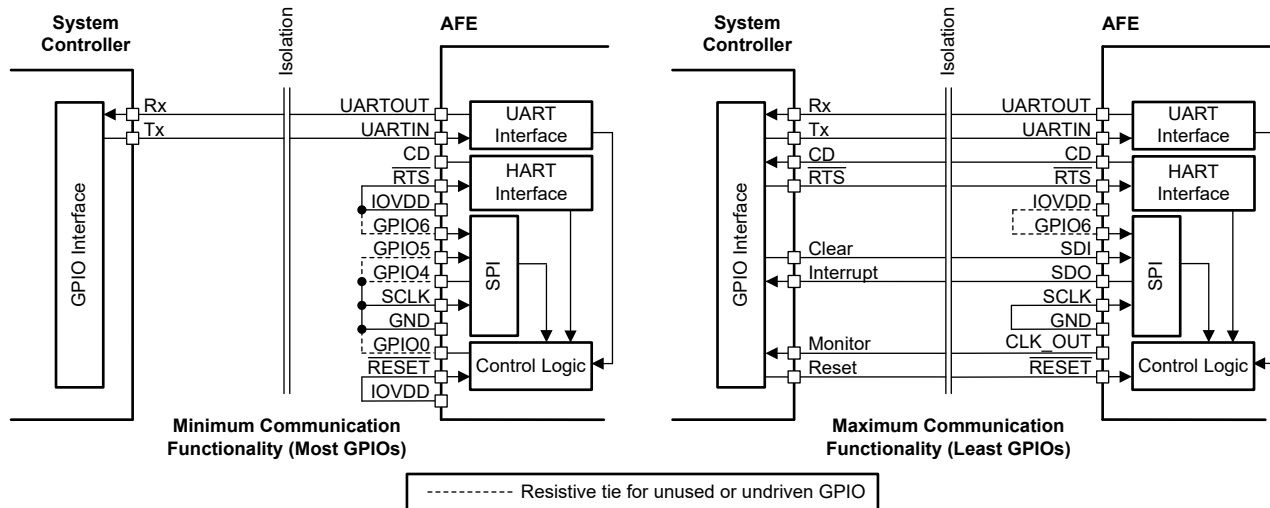 System
Controller
Isolation
AFE
GPIO Interface
Rx
Tx
UARTOUT
UARTIN
CD
RTS
IOVDD
GPIO6
GPIO5
GPIO4
SCLK
GND
GPIO0
RESET
IOVDD
UART
Interface
HART
Interface
SPI
Control Logic
Minimum Communication
Functionality (Most GPIOs)
System
Controller
Isolation
AFE
GPIO Interface
Rx
Tx
CD
RTS
Clear
Interrupt
Monitor
Reset
UARTOUT
UARTIN
CD
RTS
IOVDD
GPIO6
SDI
SDO
SCLK
GND
CLK_OUT
RESET
UART
Interface
HART
Interface
SPI
Control Logic
Maximum Communication
Functionality (Least GPIOs)
Resistive tie for unused or undriven GPIO